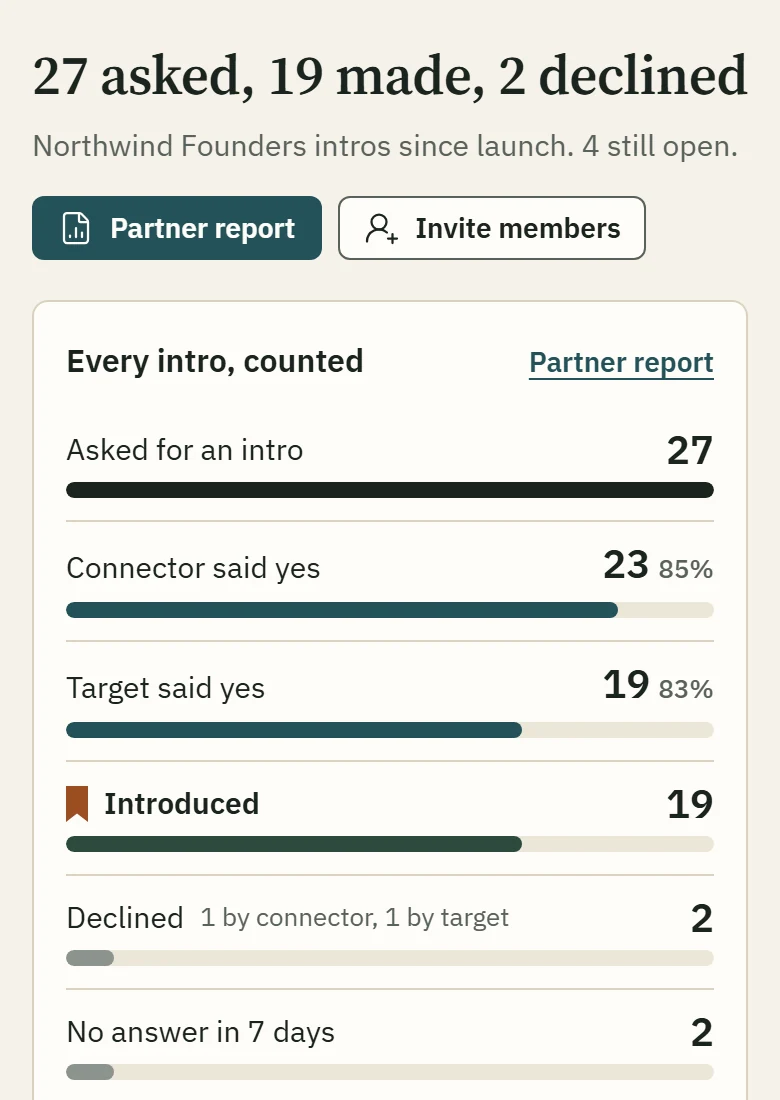 27 asked, 19 made, 2 declined
Northwind Founders intros since launch. 4 still open.
Partner report
Invite members
Every intro, counted
Partner report
Asked for an intro
27
Connector said yes
23 85%
Target said yes
19 83%
Introduced
19
Declined 1 by connector, 1 by target
2
No answer in 7 days
2